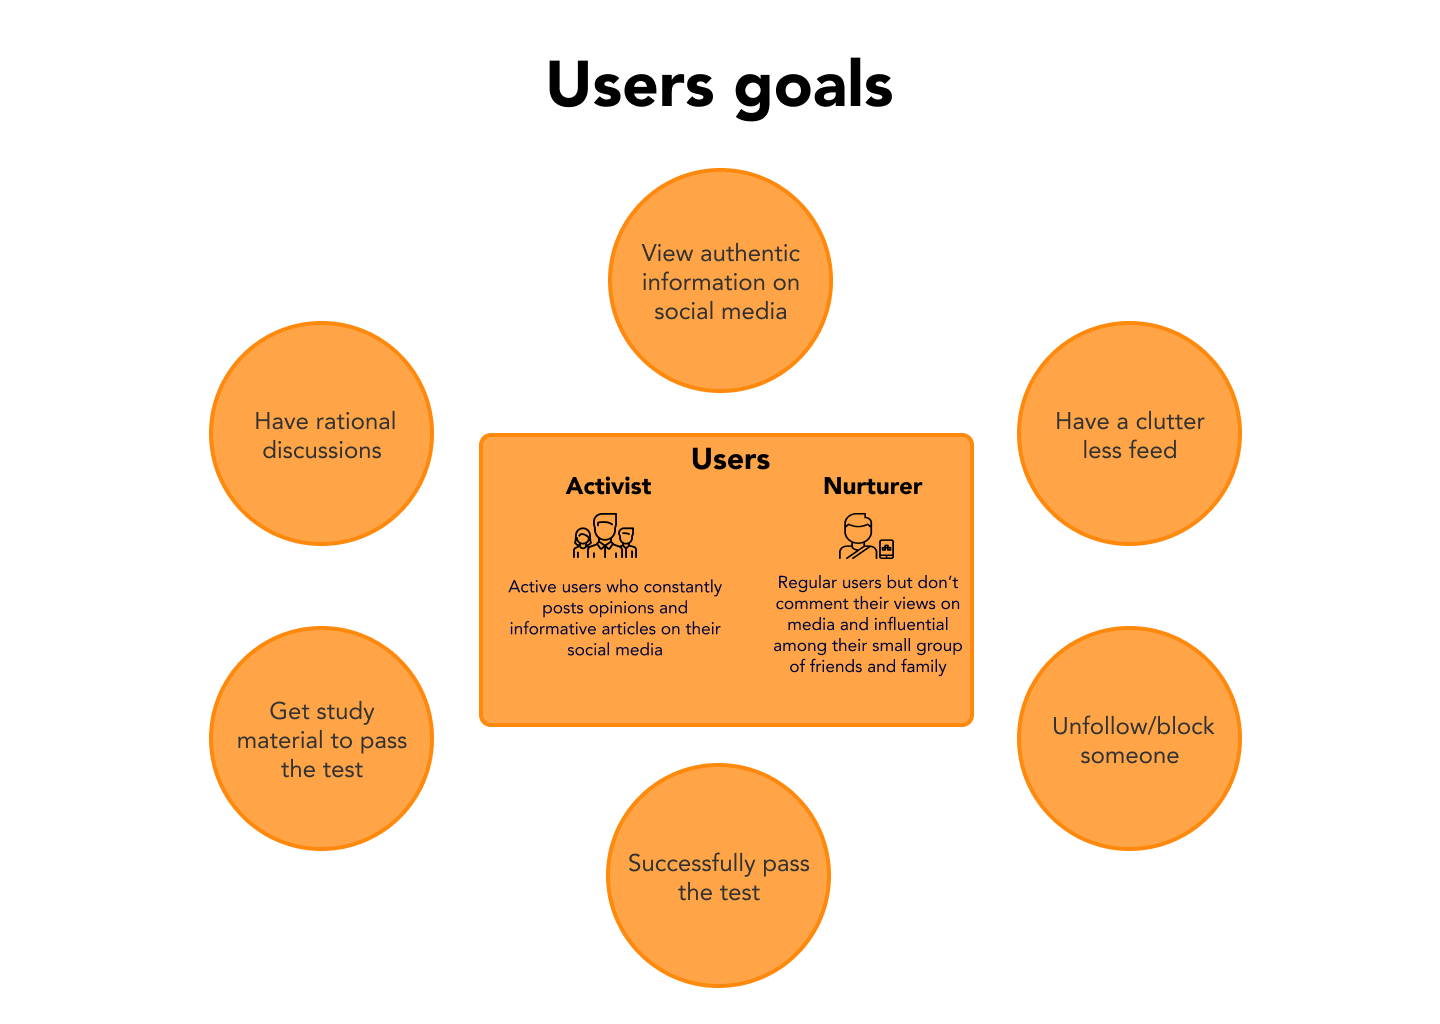 Users goals
View authentic
information on
social media
Have rational
discussions
Have a clutter
less feed
Users
Activist
Nurturer
Active users who constantly
posts opinions and
informative articles on their
social media
Regular users but don’t
comment their views on
media and influential
among their small group
of friends and family
Get study
material to pass
the test
Unfollow/block
someone
Successfully pass
the test